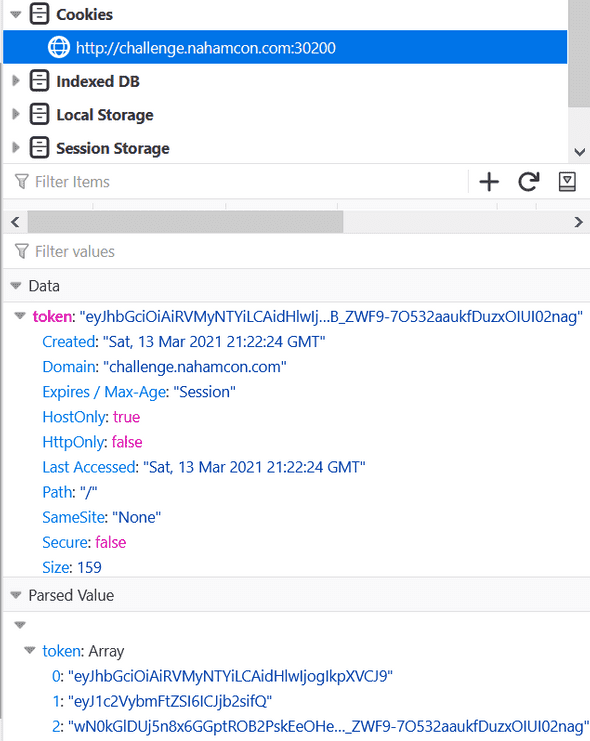 Cookies
http://challenge.nahamcon.com:30200
Indexed DB
Local Storage
Session Storage
Filter Items
Filter values
Data
token: "eyJhbGciOiAiRVMyNTYiLCAidHlwIj...B_ZWF9-7O532aaukfDuzxOIUI02nag"
Created: "Sat, 13 Mar 2021 21:22:24 GMT"
Domain: "challenge.nahamcon.com"
Expires / Max-Age: "Session"
HostOnly: true
HttpOnly: false
Last Accessed: "Sat, 13 Mar 2021 21:22:24 GMT"
Path: "/"
SameSite: "None"
Secure: false
Size: 159
Parsed Value
token: Array
0: "eyJhbGciOiAiRVMyNTYiLCAidHlwIjogIkpXVCJ9"
1: "eyJ1c2VybmFtZSI6ICJjb2sifQ"
2: "wN0kGlDUj5n8x6GGptROB2PskEeOHe..._ZWF9-7O532aaukfDuzxOIUI02nag"